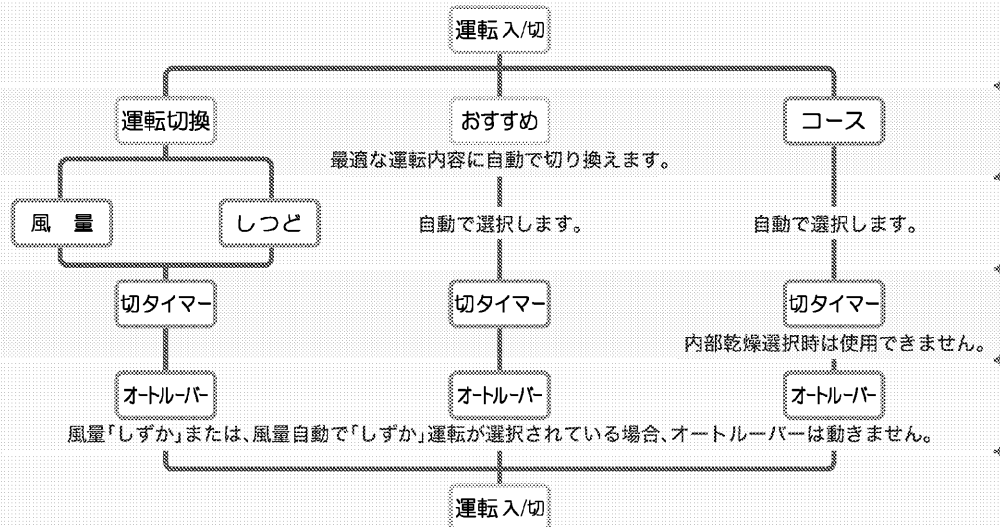 運転 入/切
運転切換 おすすめ コース
最適な運転内容に自動で切り換えます。
風 量 しつど 自動で選択します。 自動で選択します。
切タイマー 切タイマー 切タイマー
内部乾燥選択時は使用できません。
オートルーバー オートルーバー オートルーバー
風量「しずか」または、風量自動で「しずか」運転が選択されている場合、オートルーバーは動きません。
運転 入/切